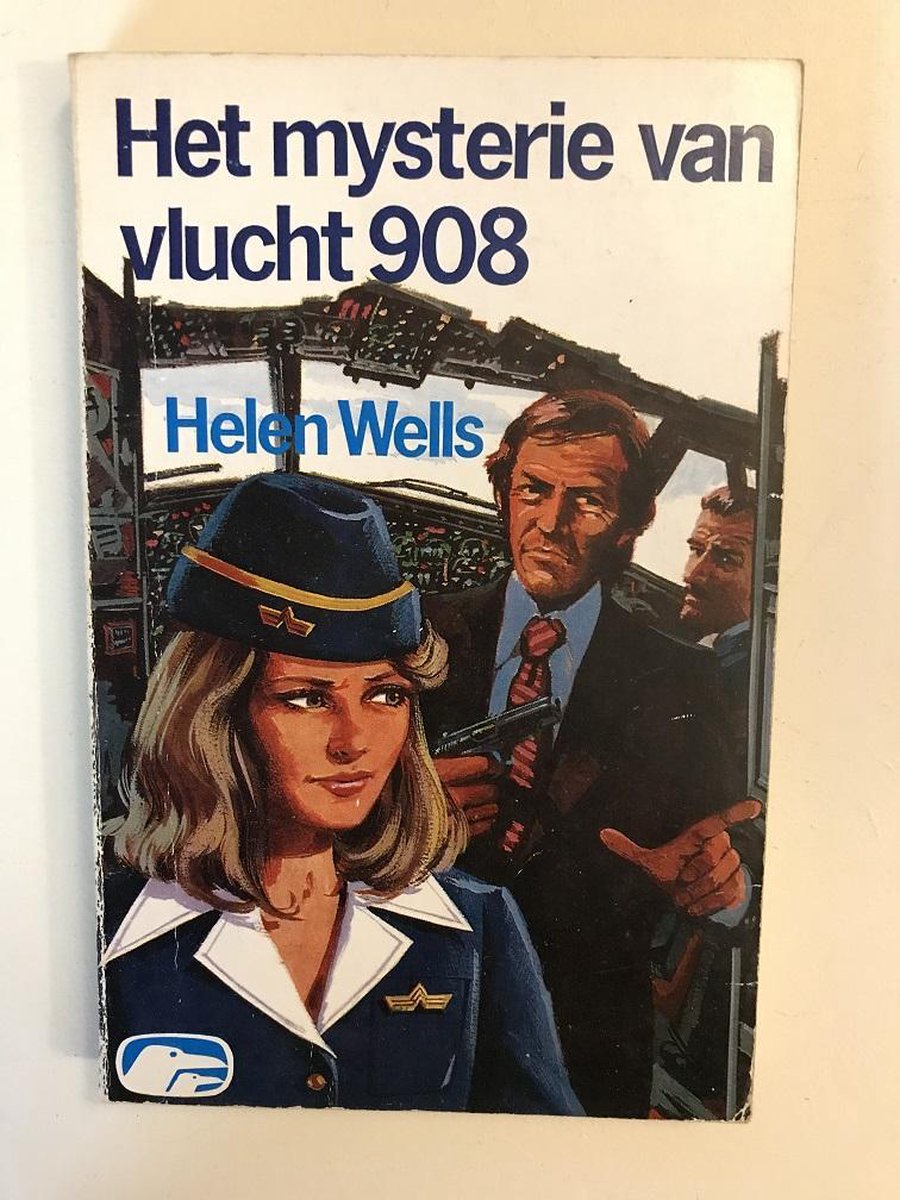 Het mysterie van
vlucht 908
Helen Wells